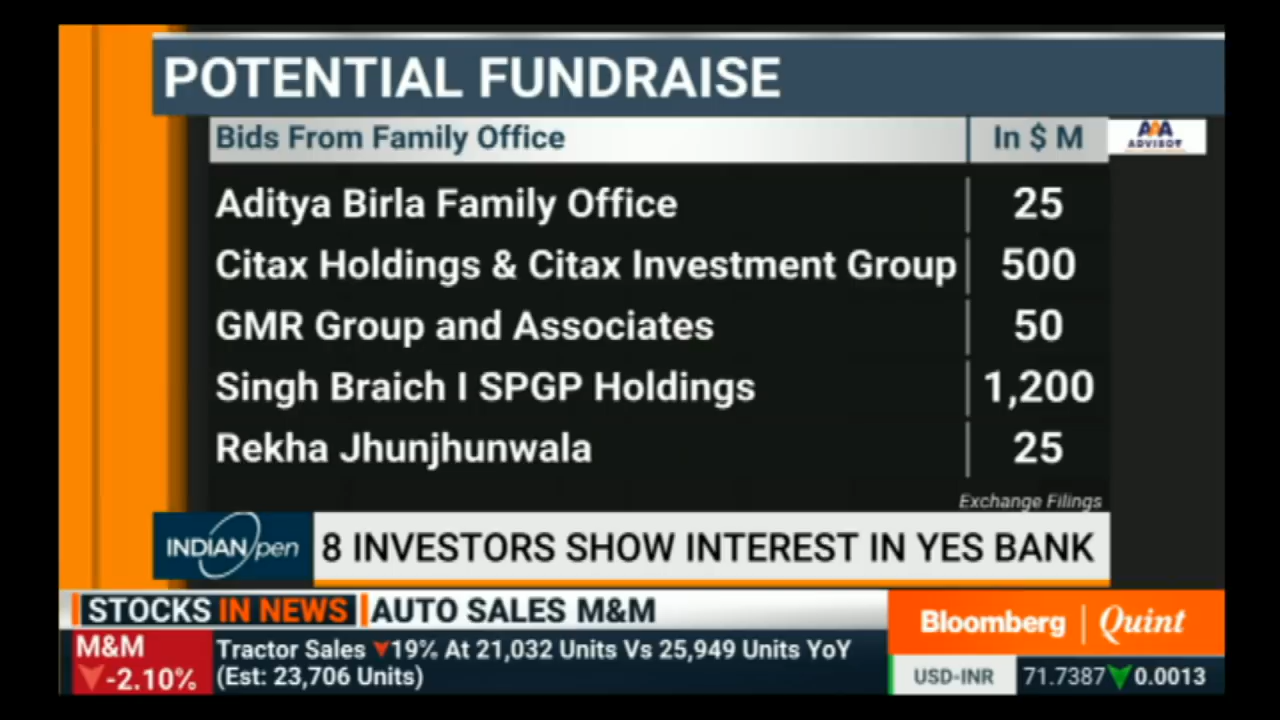 POTENTIAL FUNDRAISE
Bids From Family Office In $ M
AAA
ADVISOR
Aditya Birla Family Office 25
Citax Holdings & Citax Investment Group 500
GMR Group and Associates 50
Singh Braich I SPGP Holdings 1,200
Rekha Jhunjhunwala 25
Exchange Filings
INDIAN/pen 8 INVESTORS SHOW INTEREST IN YES BANK
STOCKS IN NEWS AUTO SALES M&M
Bloomberg | Quint
M&M Tractor Sales ▼19% At 21,032 Units Vs 25,949 Units YoY
▼-2.10% (Est: 23,706 Units)
USD-INR 71.7387▼0.0013